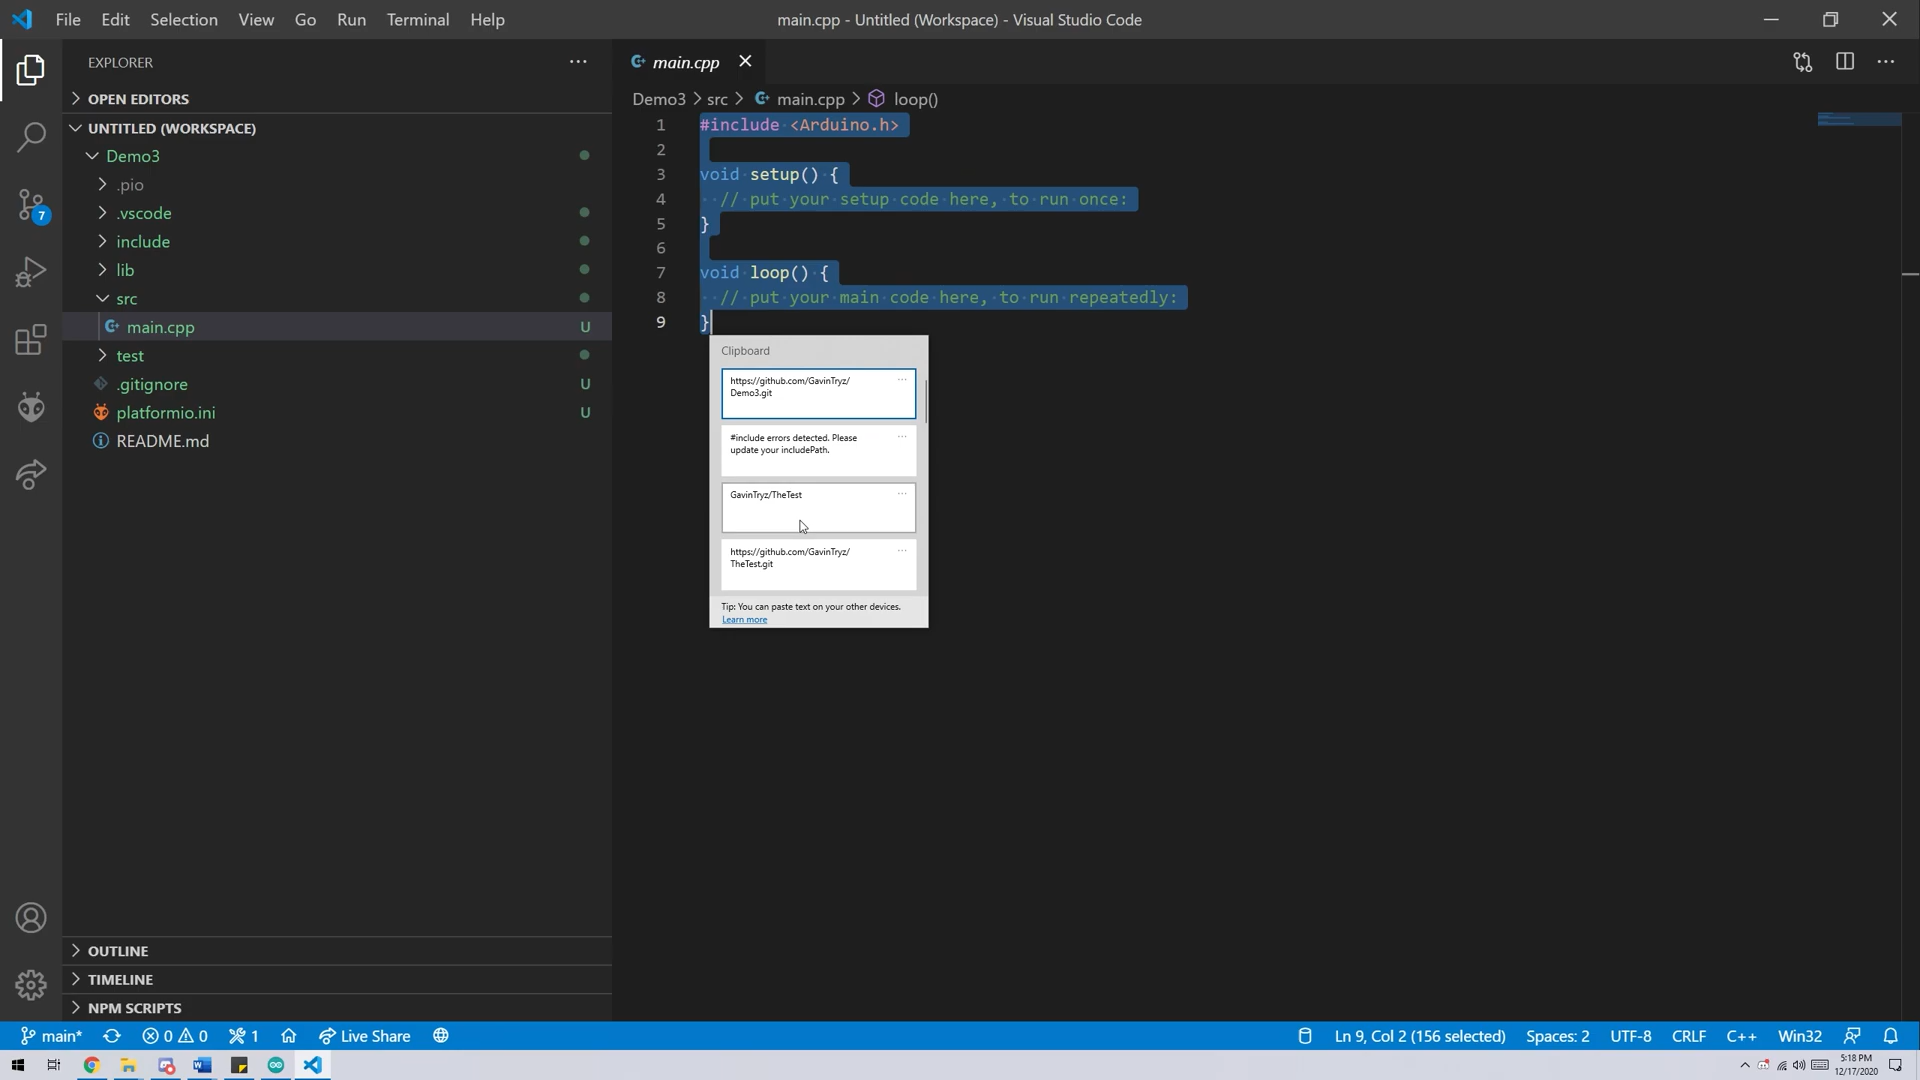 File Edit Selection View Go Run Terminal Help
main.cpp - Untitled (Workspace) - Visual Studio Code
EXPLORER
OPEN EDITORS
UNTITLED (WORKSPACE)
Demo3
.pio
.vscode
include
lib
src
main.cpp U
test
.gitignore U
platformio.ini U
README.md
7
OUTLINE
TIMELINE
NPM SCRIPTS
main.cpp
Demo3 > src > main.cpp > loop()
1 #include <Arduino.h>
2
3 void setup() {
4 // put your setup code here, to run once:
5 }
6
7 void loop() {
8 // put your main code here, to run repeatedly:
9 }
Clipboard
https://github.com/GavinTryz/
Demo3.git
#include errors detected. Please
update your includePath.
GavinTryz/TheTest
https://github.com/GavinTryz/
TheTest.git
Tip: You can paste text on your other devices.
Learn more
main* 0 0 1 Live Share Ln 9, Col 2 (156 selected) Spaces: 2 UTF-8 CRLF C++ Win32
5:18 PM
12/17/2020